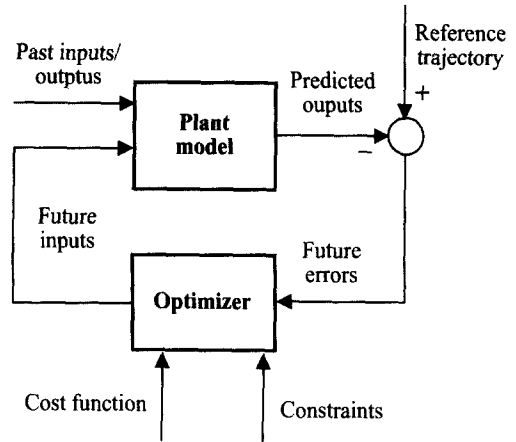 Reference
trajectory
Past inputs/
outptus
Predicted
ouputs
+
Plant
model
−
Future
inputs
Future
errors
Optimizer
Cost function
Constraints